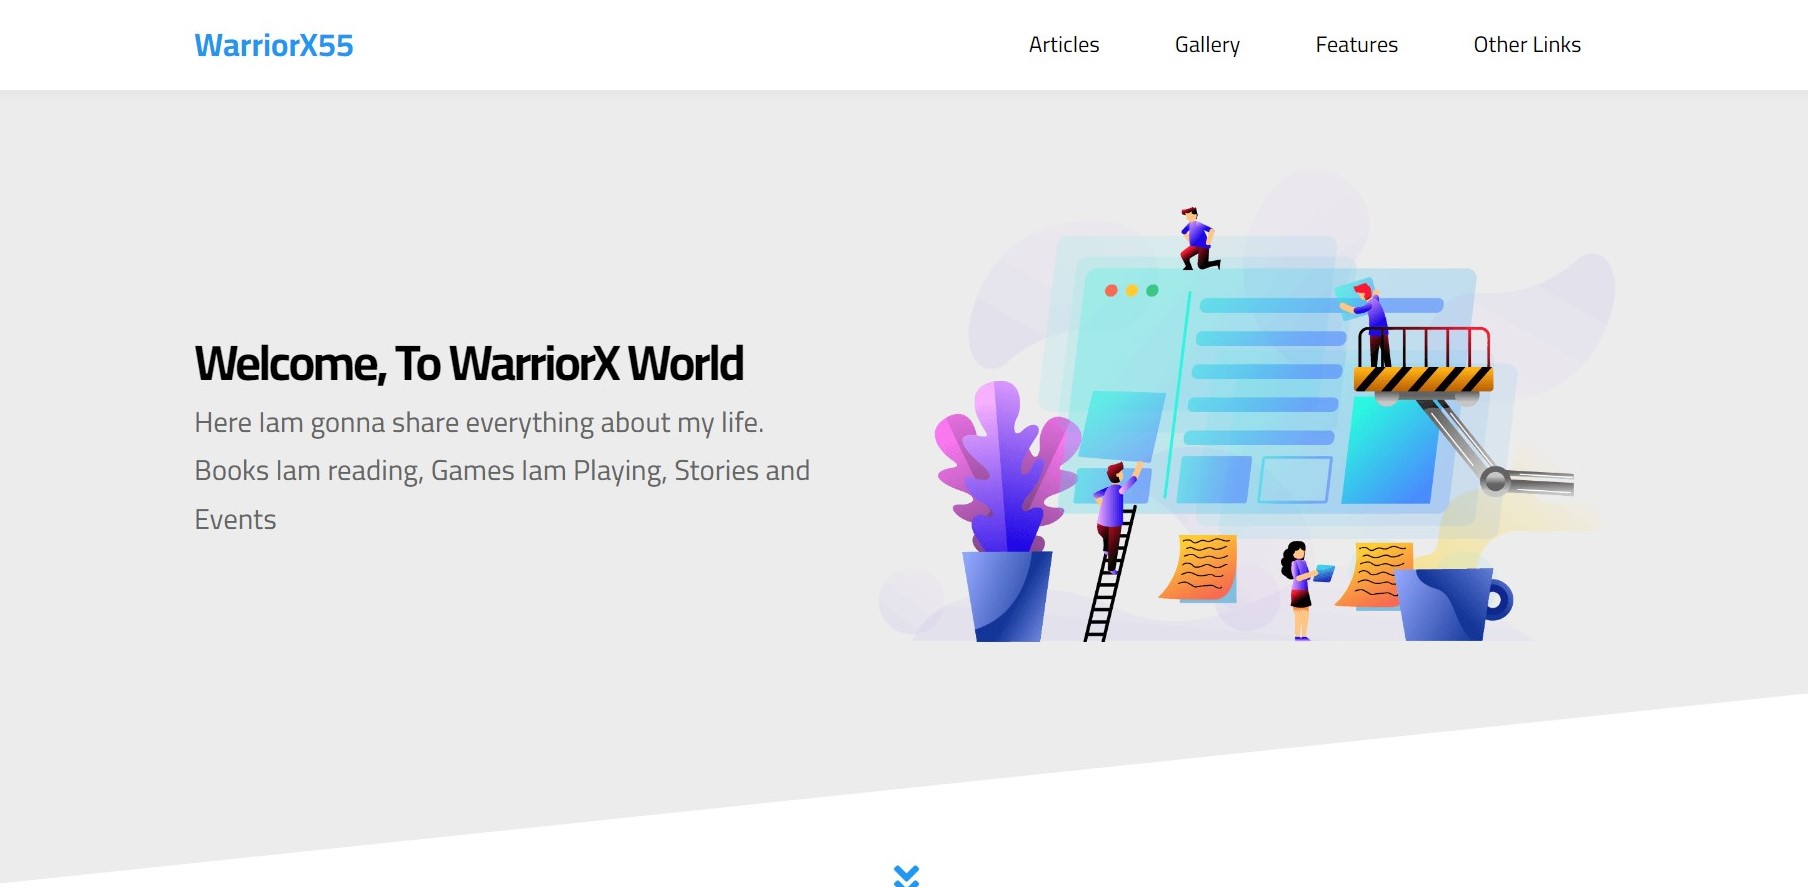 WarriorX55
Articles
Gallery
Features
Other Links
Welcome, To WarriorX World
Here Iam gonna share everything about my life.
Books Iam reading, Games Iam Playing, Stories and
Events